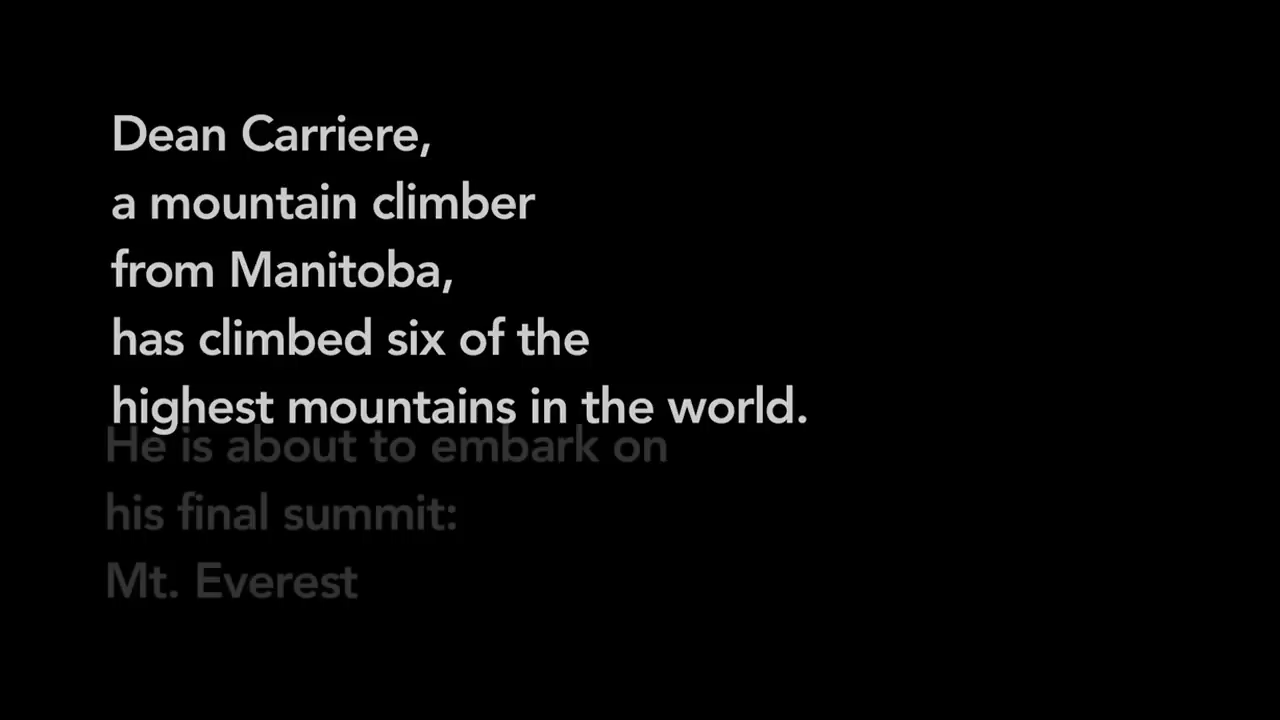 Dean Carriere,
a mountain climber
from Manitoba,
has climbed six of the
highest mountains in the world.
He is about to embark on
his final summit:
Mt. Everest